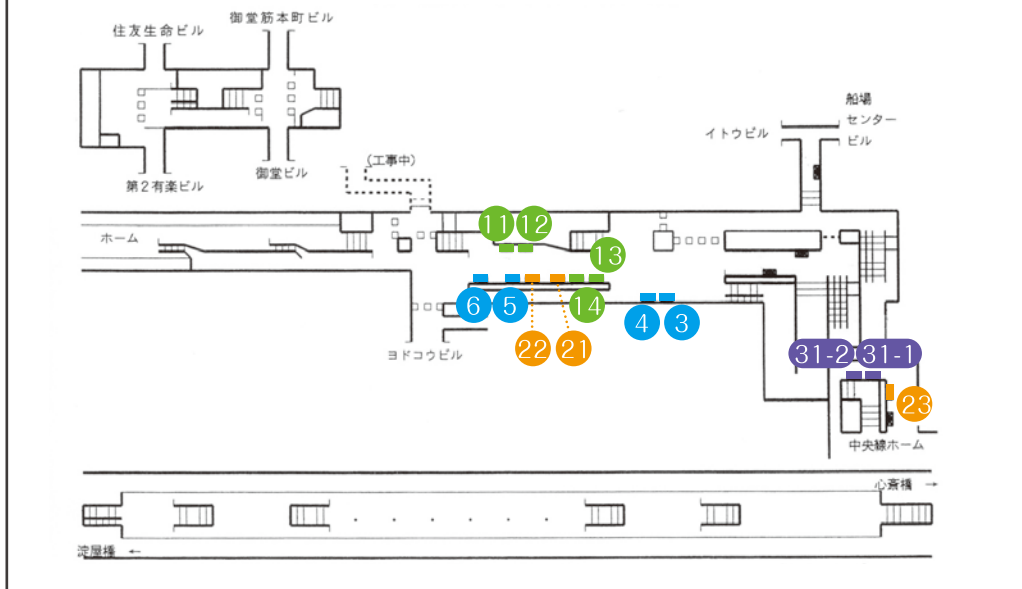 御堂筋本町ビル
住友生命ビル
船場
センター
ビル
イトウビル
(工事中)
御堂ビル
第2有楽ビル
ホーム
11 12
13
6 5 14
4 3
ヨドコウビル
22 21
31-2 31-1
23
中央線ホーム
心斎橋 →
淀屋橋 ←